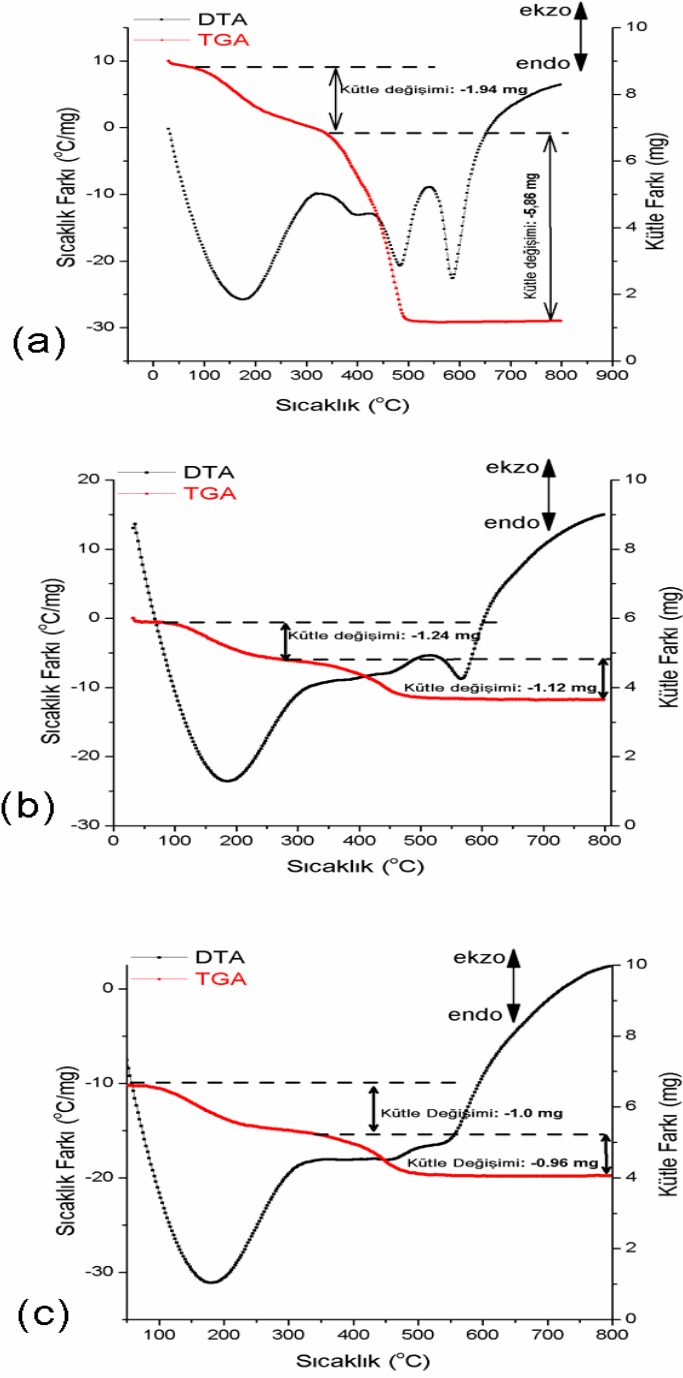 DTA
TGA
ekzo
endo
Kütle değişimi: -1.94 mg
Kütle değişimi: -5,86 mg
Sıcaklık Farkı (°C/mg)
10
0
-10
-20
-30
Kütle Farkı (mg)
10
8
6
4
2
0
(a)
0 100 200 300 400 500 600 700 800 900
Sıcaklık (°C)
DTA
TGA
ekzo
endo
Kütle değişimi: -1.24 mg
Kütle değişimi: -1.12 mg
Sıcaklık Farkı (°C/mg)
20
10
0
-10
-20
-30
Kütle Farkı (mg)
10
8
6
4
2
0
(b)
0 100 200 300 400 500 600 700 800
Sıcaklık (°C)
DTA
TGA
ekzo
endo
Kütle Değişimi: -1.0 mg
Kütle Değişimi: -0.96 mg
Sıcaklık Farkı (°C/mg)
0
-10
-20
-30
Kütle Farkı (mg)
10
8
6
4
2
0
(c)
100 200 300 400 500 600 700 800
Sıcaklık (°C)